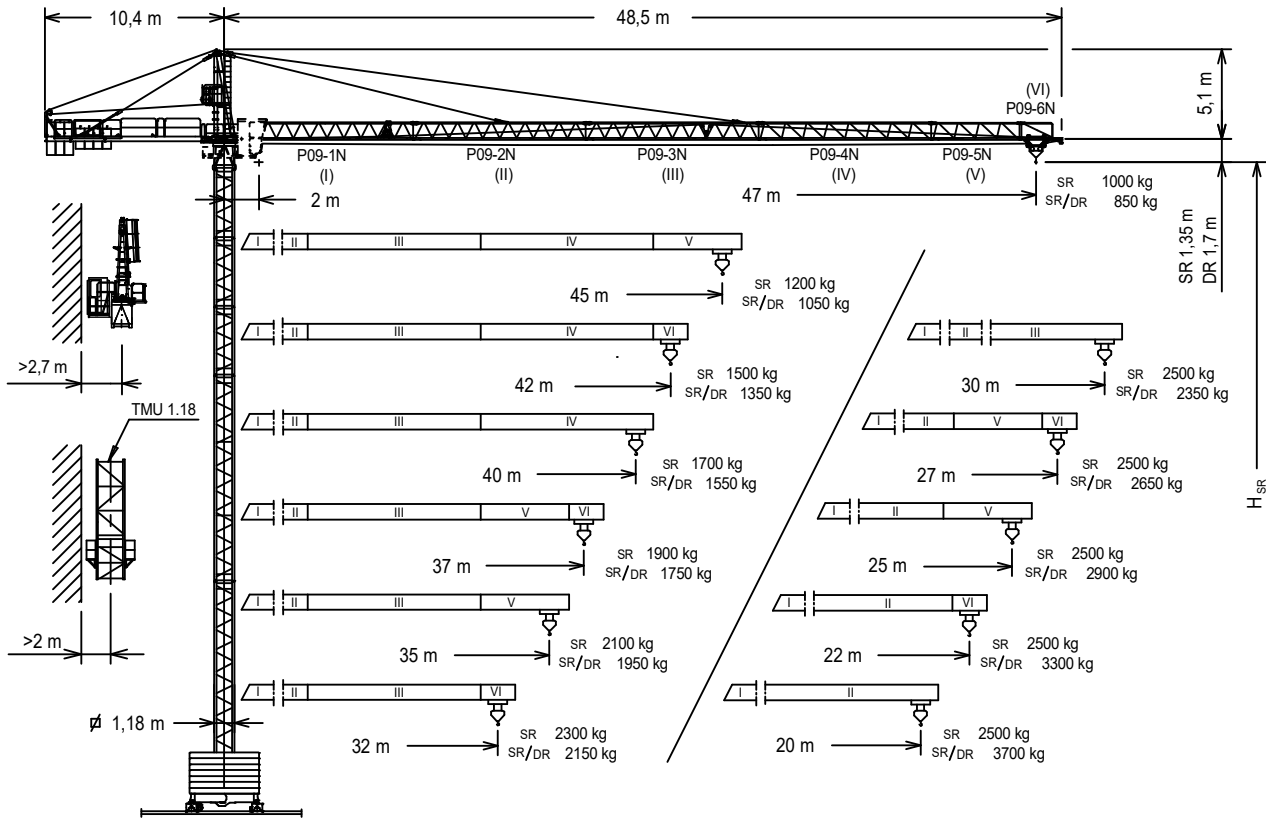 10,4 m
48,5 m
5,1 m
(VI)
P09-6N
P09-1N
(I)
P09-2N
(II)
P09-3N
(III)
P09-4N
(IV)
P09-5N
(V)
2 m
47 m
SR 1000 kg
SR/DR 850 kg
SR 1,35 m
DR 1,7 m
H SR
>2,7 m
TMU 1.18
>2 m
1,18 m
I II III IV V
45 m
SR 1200 kg
SR/DR 1050 kg
I II III IV VI
42 m
SR 1500 kg
SR/DR 1350 kg
I II III IV
40 m
SR 1700 kg
SR/DR 1550 kg
I II III V VI
37 m
SR 1900 kg
SR/DR 1750 kg
I II III V
35 m
SR 2100 kg
SR/DR 1950 kg
I II III VI
32 m
SR 2300 kg
SR/DR 2150 kg
I II III
30 m
SR 2500 kg
SR/DR 2350 kg
I II V VI
27 m
SR 2500 kg
SR/DR 2650 kg
I II V
25 m
SR 2500 kg
SR/DR 2900 kg
I II VI
22 m
SR 2500 kg
SR/DR 3300 kg
I II
20 m
SR 2500 kg
SR/DR 3700 kg